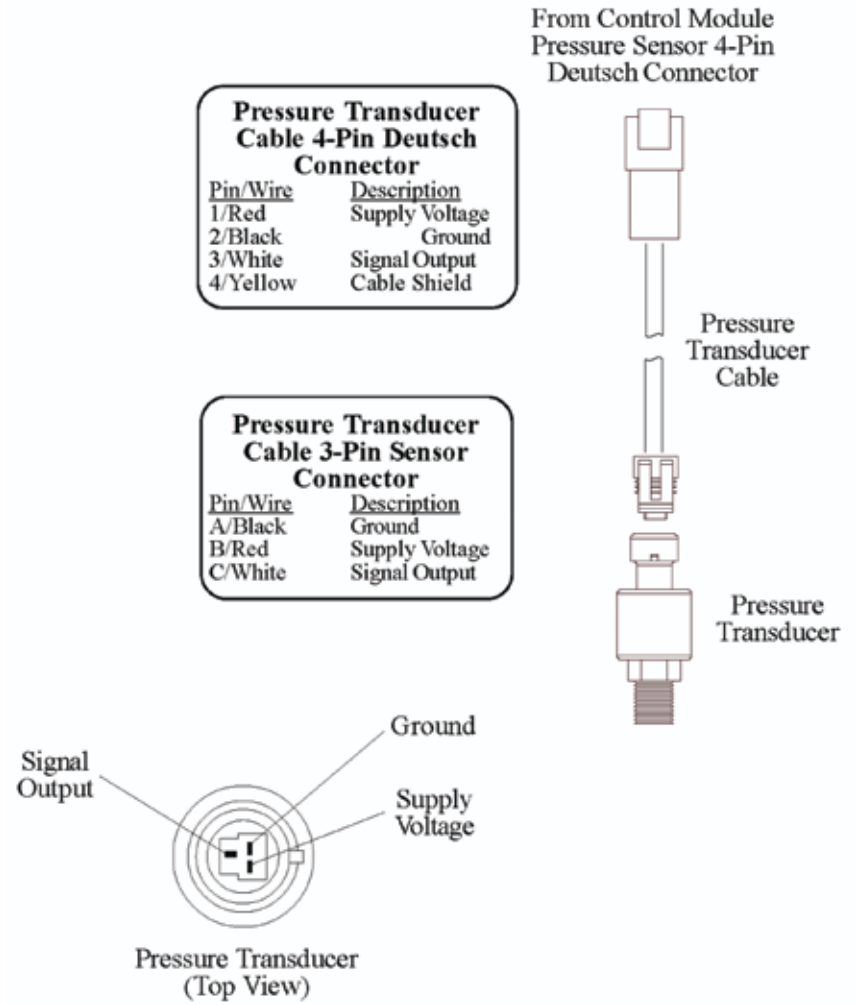 From Control Module
Pressure Sensor 4-Pin
Deutsch Connector
Pressure Transducer
Cable 4-Pin Deutsch
Connector
Pin/Wire Description
1/Red Supply Voltage
2/Black Ground
3/White Signal Output
4/Yellow Cable Shield
Pressure
Transducer
Cable
Pressure Transducer
Cable 3-Pin Sensor
Connector
Pin/Wire Description
A/Black Ground
B/Red Supply Voltage
C/White Signal Output
Pressure
Transducer
Ground
Signal
Output
Supply
Voltage
Pressure Transducer
(Top View)